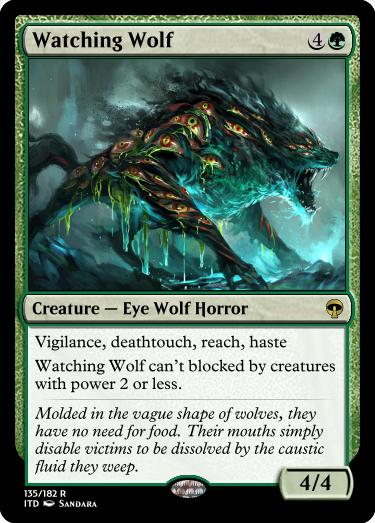 Watching Wolf 4
Creature — Eye Wolf Horror
Vigilance, deathtouch, reach, haste
Watching Wolf can't blocked by creatures
with power 2 or less.
Molded in the vague shape of wolves, they
have no need for food. Their mouths simply
disable victims to be dissolved by the caustic
fluid they weep.
4/4
135/182 R
ITD Sandara